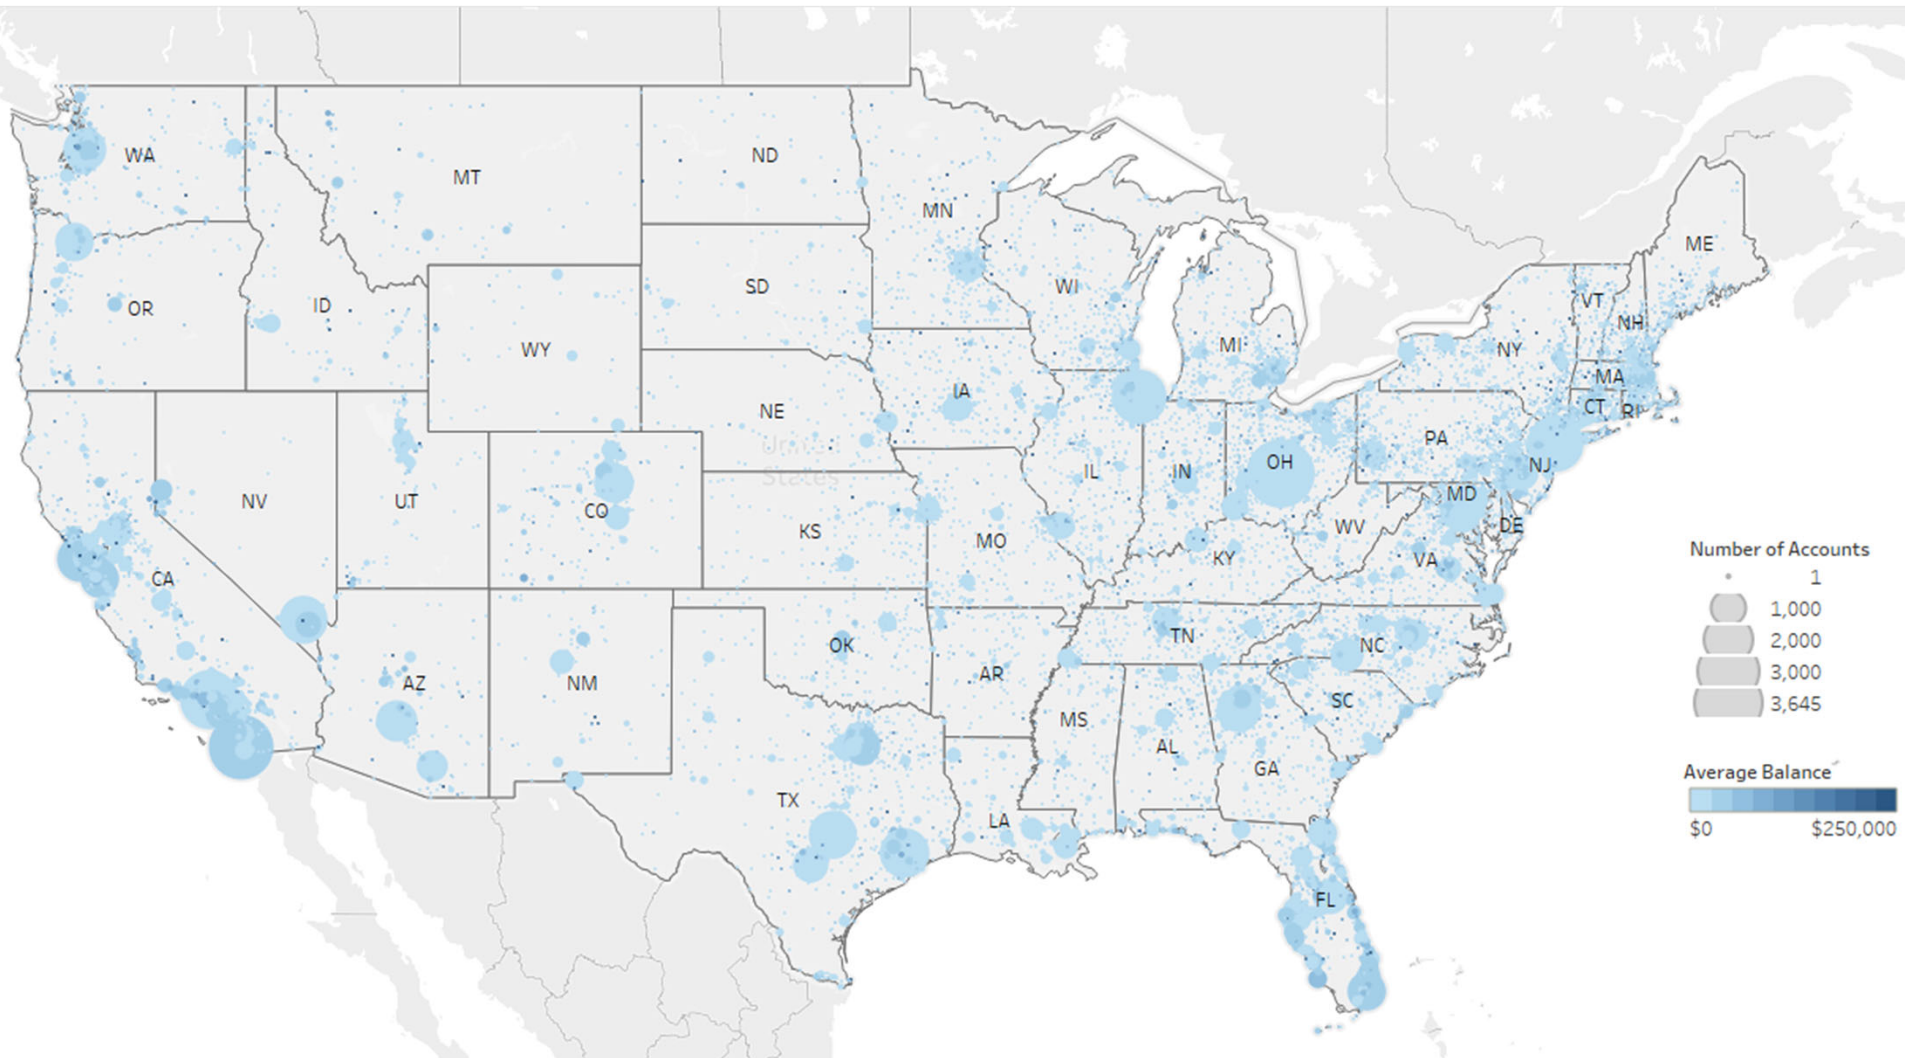 WA
MT
ND
MN
ME
OR
ID
SD
WI
VT
NH
WY
MI
NY
MA
IA
NE
CT
RI
United
States
PA
OH
NJ
IL
IN
MD
NV
UT
CO
KS
MO
WV
DE
KY
VA
CA
Number of Accounts
1
1,000
2,000
3,000
3,645
OK
TN
NC
AZ
NM
AR
SC
MS
AL
GA
TX
LA
FL
Average Balance
$0
$250,000